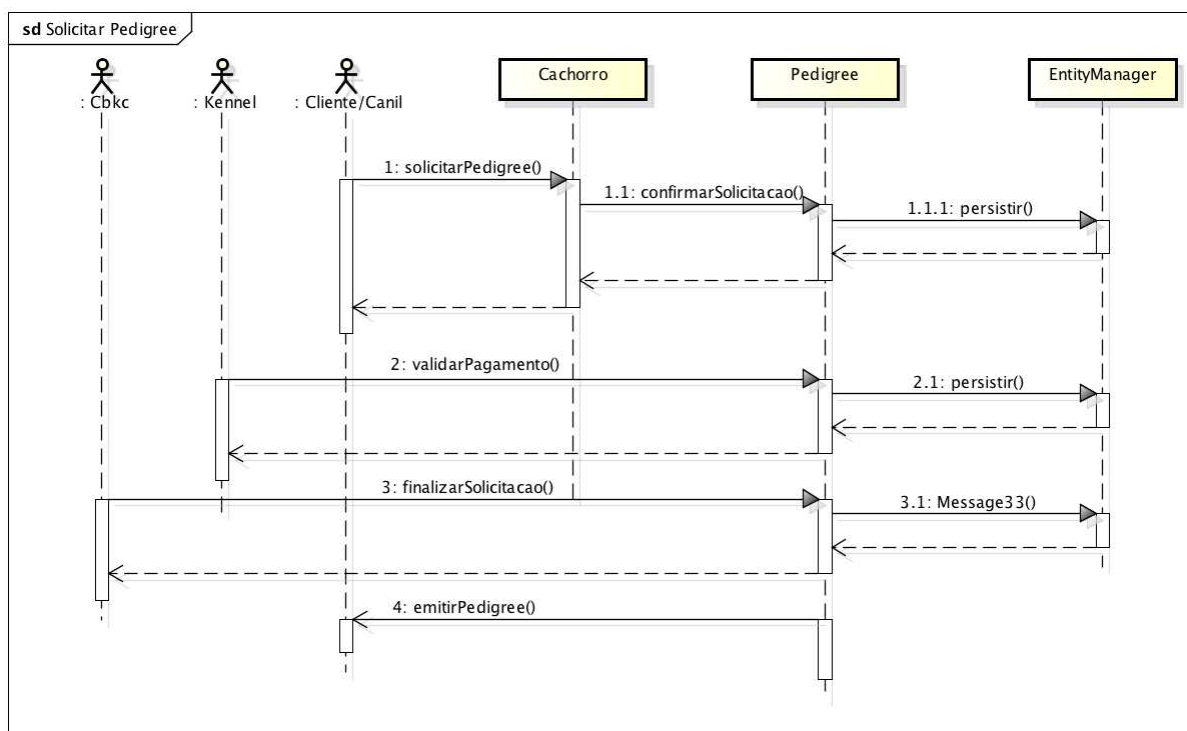 sd Solicitar Pedigree
: Cbkc
: Kennel
: Cliente/Canil
Cachorro
Pedigree
EntityManager
1: solicitarPedigree()
1.1: confirmarSolicitacao()
1.1.1: persistir()
2: validarPagamento()
2.1: persistir()
3: finalizarSolicitacao()
3.1: Message33()
4: emitirPedigree()